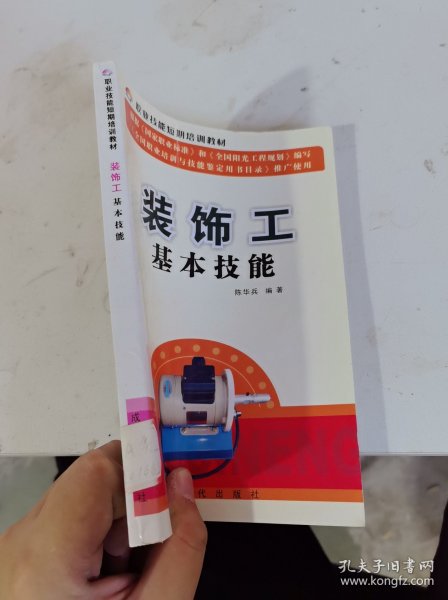 职业技能短期培训教材
装饰工 基本技能
成
社
职业技能短期培训教材
《国家职业标准》和《全国阳光工程规划》编写
《全国职业培训与技能鉴定用书目录》推广使用
装饰工
基本技能
陈华兵 编著
代出版社
孔夫子旧书网
www.kongfz.com